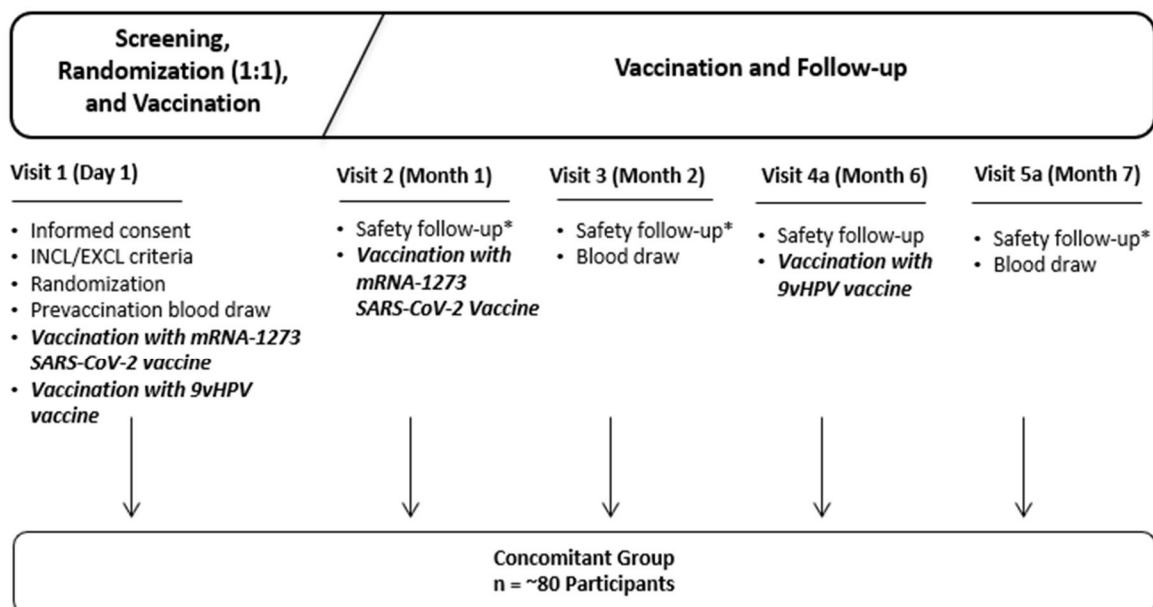 Screening,
Randomization (1:1),
and Vaccination
Vaccination and Follow-up
Visit 1 (Day 1)
• Informed consent
• INCL/EXCL criteria
• Randomization
• Prevaccination blood draw
• Vaccination with mRNA-1273
SARS-CoV-2 vaccine
• Vaccination with 9vHPV
vaccine
Visit 2 (Month 1)
• Safety follow-up*
• Vaccination with
mRNA-1273
SARS-CoV-2 Vaccine
Visit 3 (Month 2)
• Safety follow-up*
• Blood draw
Visit 4a (Month 6)
• Safety follow-up
• Vaccination with
9vHPV vaccine
Visit 5a (Month 7)
• Safety follow-up*
• Blood draw
Concomitant Group
n = ~80 Participants